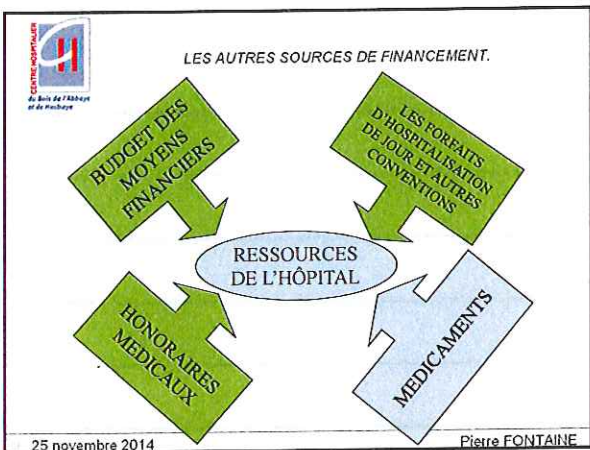 CENTRE HOSPITALIER
du Bois de l'Abbaye
et de Hesbaye
LES AUTRES SOURCES DE FINANCEMENT.
BUDGET DES
MOYENS
FINANCIERS
LES FORFAITS
D'HOSPITALISATION
DE JOUR ET AUTRES
CONVENTIONS
RESSOURCES
DE L'HÔPITAL
HONORAIRES
MEDICAUX
MEDICAMENTS
25 novembre 2014
Pierre FONTAINE